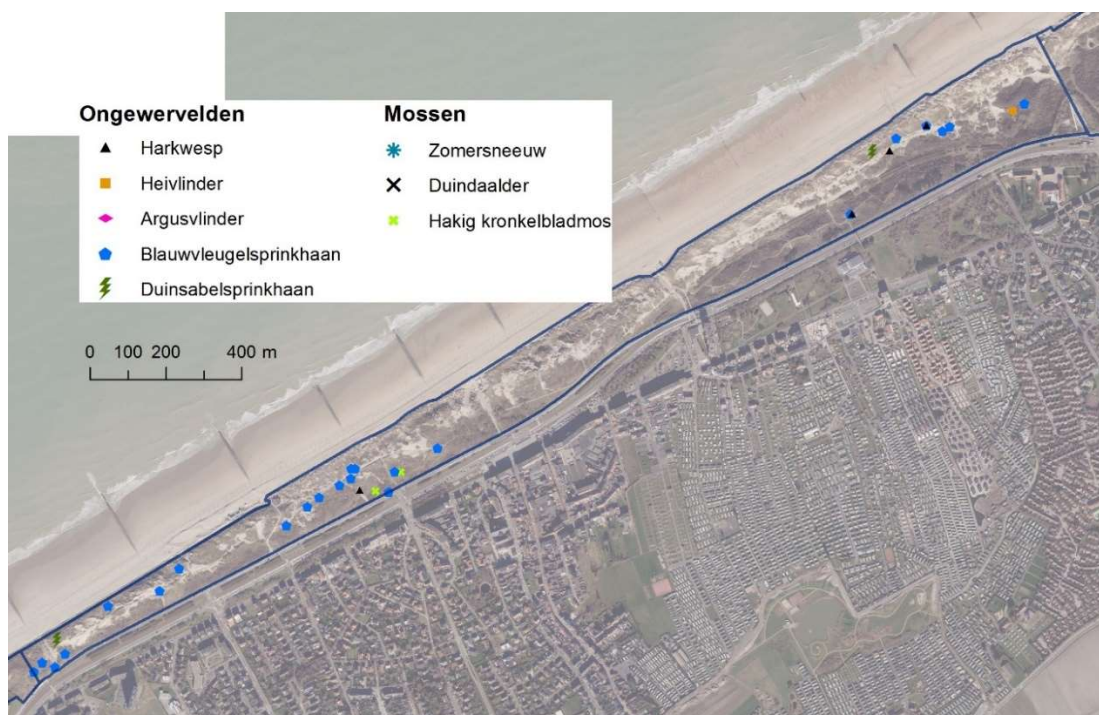 Ongewervelden
Harkwesp
Heivlinder
Argusvlinder
Blauwvleugelsprinkhaan
Duinsabelsprinkhaan
Mossen
Zomersneeuw
Duindaalder
Hakig kronkelbladmos
0 100 200 400 m